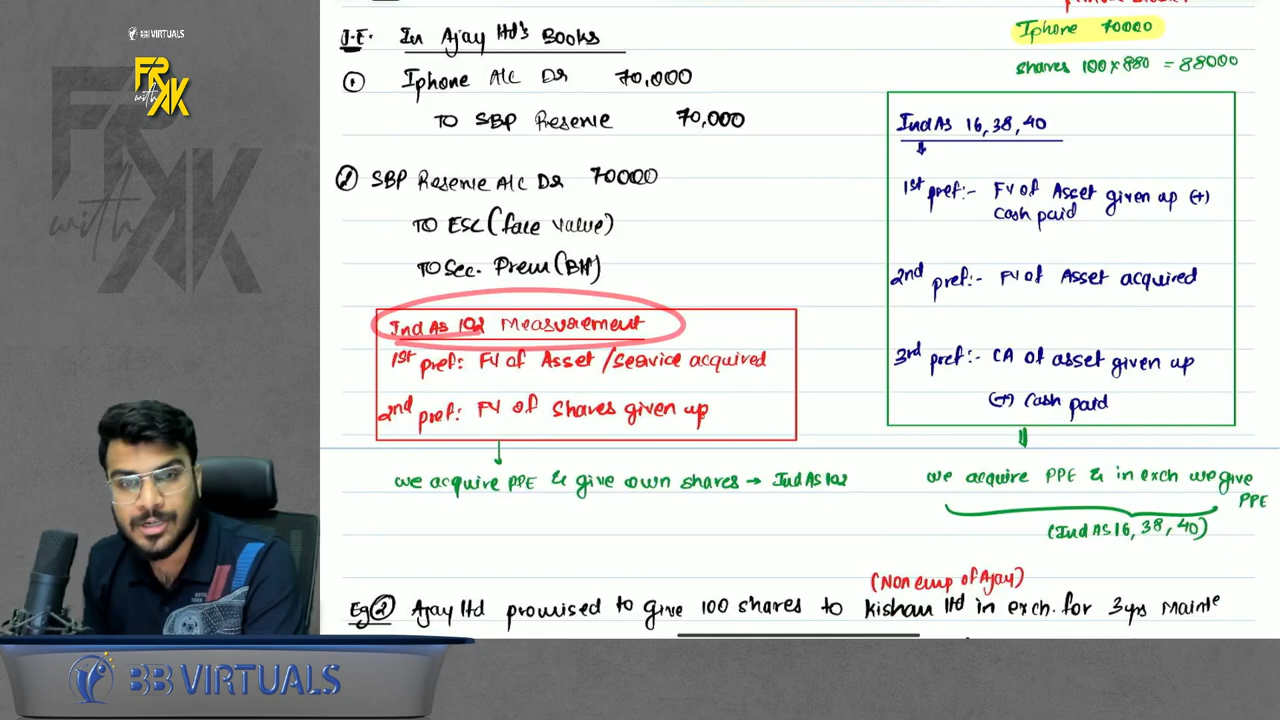 BB VIRTUALS
FR
with
AK
FR
with
AK
J.E. In Ajay ltd's Books
① Iphone A/c Dr 70,000
TO SBP Reserve 70,000
② SBP Reserve A/c Dr 70000
TO ESC (face value)
TO Sec. Prem (B/f)
Ind AS 102 Measurement
1st pref: FV of Asset/Service acquired
2nd pref: FV of Shares given up
we acquire PPE & give own shares → Ind AS 102
Iphone 70000
shares 100 x 880 = 88000
Ind As 16, 38, 40
1st pref:- FV of Asset given up (+)
cash paid
2nd pref:- FV of Asset acquired
3rd pref:- CA of asset given up
(+) cash paid
we acquire PPE & in exch we give
PPE
(Ind AS 16, 38, 40)
(Non emp of Ajay)
Eg ② Ajay ltd promised to give 100 shares to Kishan ltd in exch. for 3 yrs Mainte
BB VIRTUALS